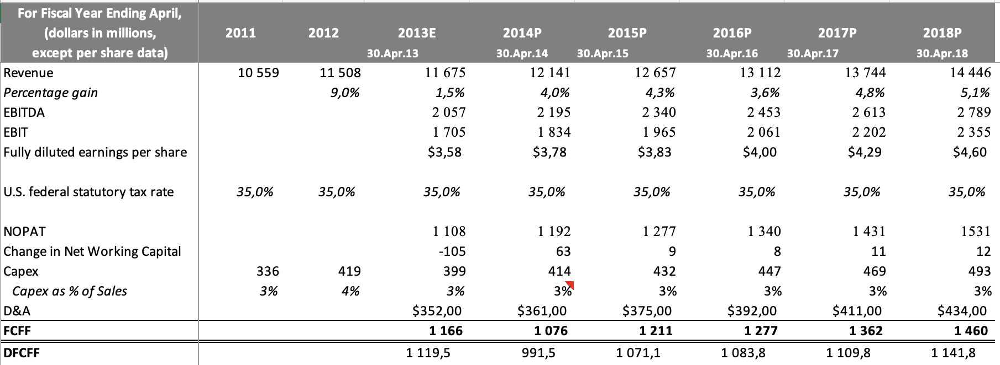 For Fiscal Year Ending April,
(dollars in millions, 2011 2012 2013E 2014P 2015P 2016P 2017P 2018P
except per share data) 30.Apr.13 30.Apr.14 30.Apr.15 30.Apr.16 30.Apr.17 30.Apr.18
Revenue 10 559 11 508 11 675 12 141 12 657 13 112 13 744 14 446
Percentage gain 9,0% 1,5% 4,0% 4,3% 3,6% 4,8% 5,1%
EBITDA 2 057 2 195 2 340 2 453 2 613 2 789
EBIT 1 705 1 834 1 965 2 061 2 202 2 355
Fully diluted earnings per share $3,58 $3,78 $3,83 $4,00 $4,29 $4,60
U.S. federal statutory tax rate 35,0% 35,0% 35,0% 35,0% 35,0% 35,0% 35,0% 35,0%
NOPAT 1 108 1 192 1 277 1 340 1 431 1531
Change in Net Working Capital -105 63 9 8 11 12
Capex 336 419 399 414 432 447 469 493
Capex as % of Sales 3% 4% 3% 3% 3% 3% 3% 3%
D&A $352,00 $361,00 $375,00 $392,00 $411,00 $434,00
FCFF 1 166 1 076 1 211 1 277 1 362 1 460
DFCFF 1 119,5 991,5 1 071,1 1 083,8 1 109,8 1 141,8